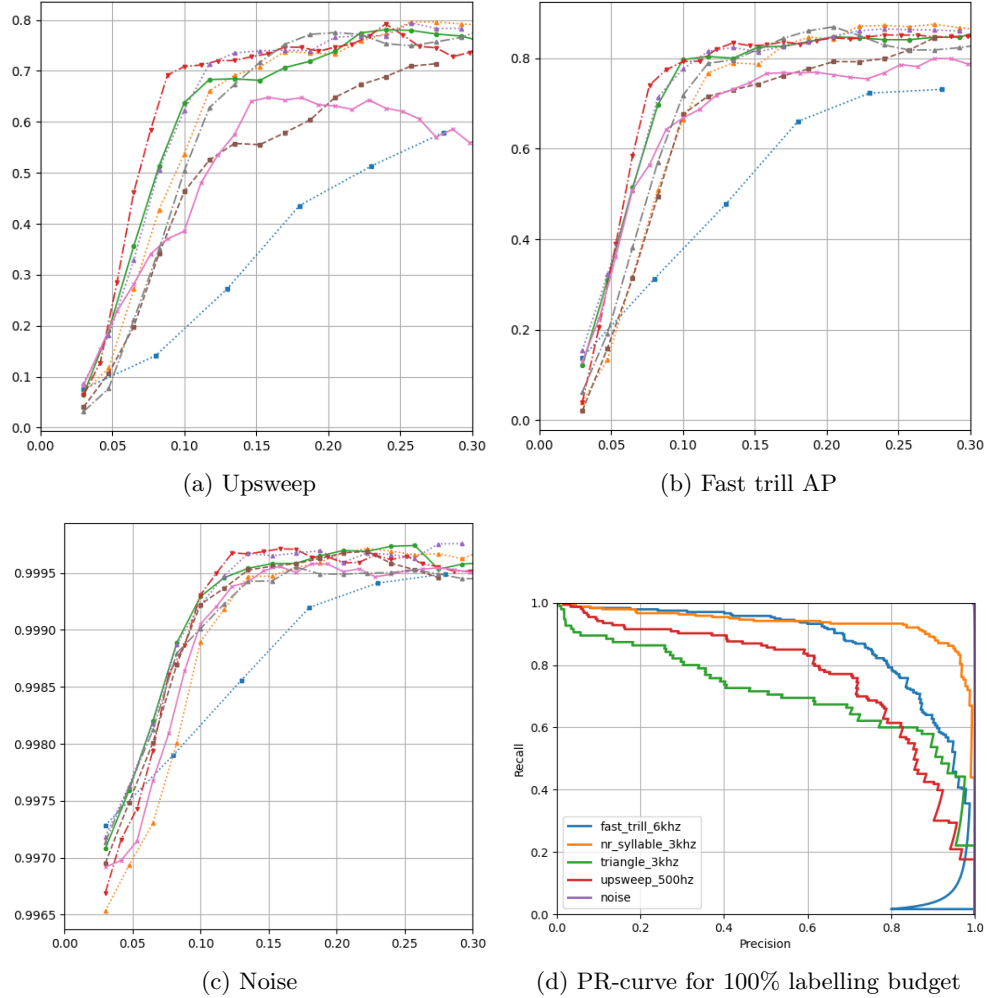 0.8
0.7
0.6
0.5
0.4
0.3
0.2
0.1
0.0
0.00 0.05 0.10 0.15 0.20 0.25 0.30
(a) Upsweep
0.8
0.6
0.4
0.2
0.0
0.00 0.05 0.10 0.15 0.20 0.25 0.30
(b) Fast trill AP
0.9995
0.9990
0.9985
0.9980
0.9975
0.9970
0.9965
0.00 0.05 0.10 0.15 0.20 0.25 0.30
(c) Noise
1.0
0.8
0.6
0.4
0.2
0.0
Recall
fast_trill_6khz
nr_syllable_3khz
triangle_3khz
upsweep_500hz
noise
0.0 0.2 0.4 0.6 0.8 1.0
Precision
(d) PR-curve for 100% labelling budget